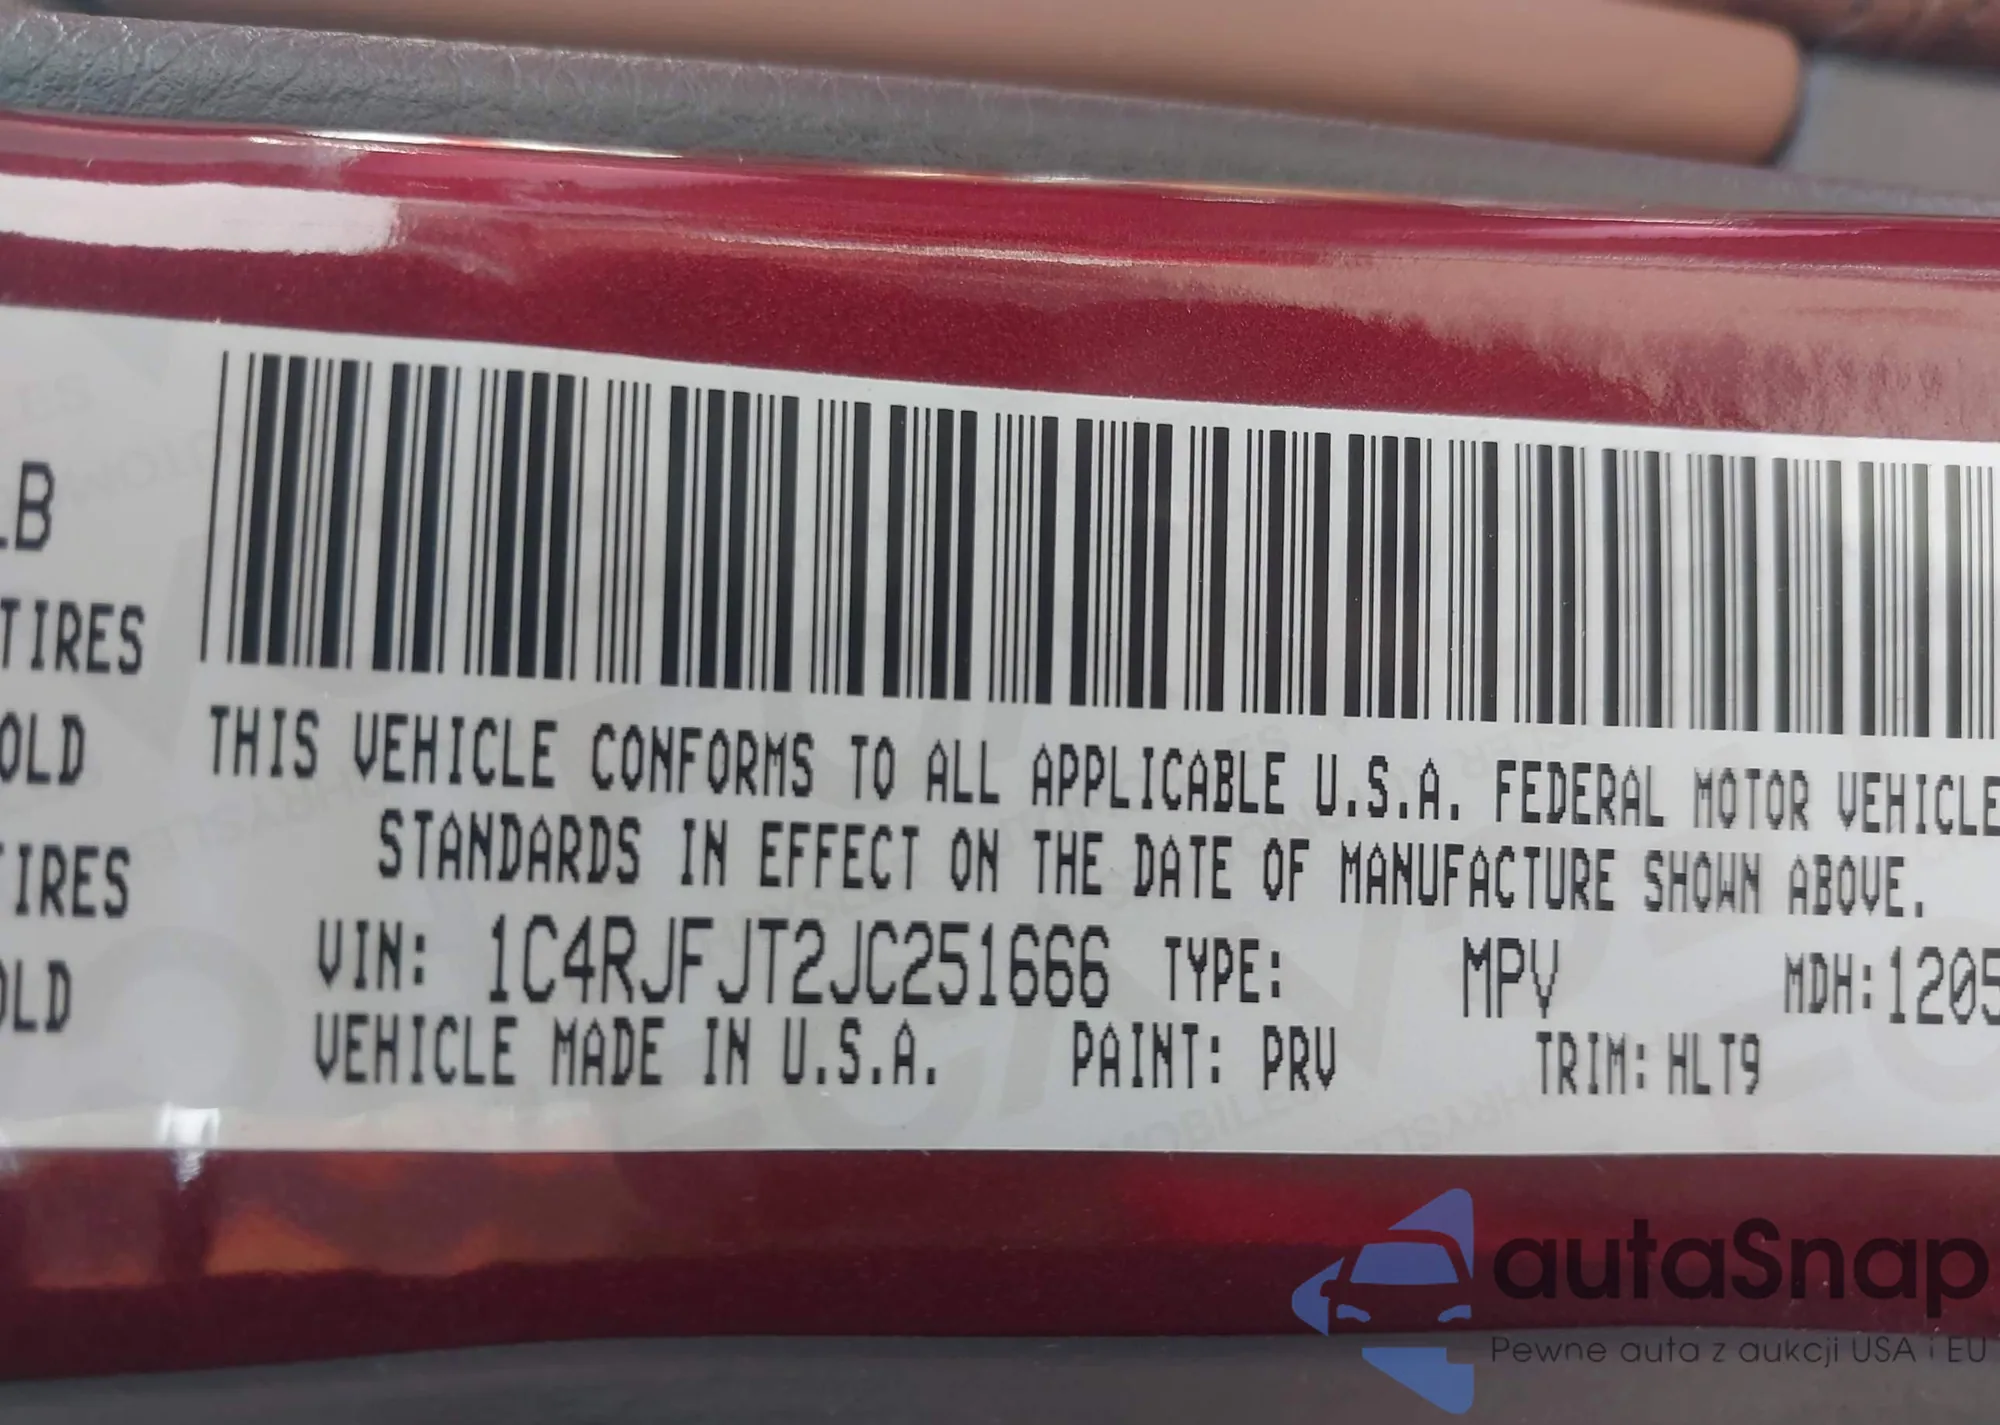 LB
TIRES
OLD
THIS VEHICLE CONFORMS TO ALL APPLICABLE U.S.A. FEDERAL MOTOR VEHICLE
STANDARDS IN EFFECT ON THE DATE OF MANUFACTURE SHOWN ABOVE.
IRES
VIN: 1C4RJFJT2JC251666 TYPE: MPV MDH:1205
OLD
VEHICLE MADE IN U.S.A. PAINT: PRV TRIM: HLT9
autaSnap
Pewne auta z aukcji USA i EU